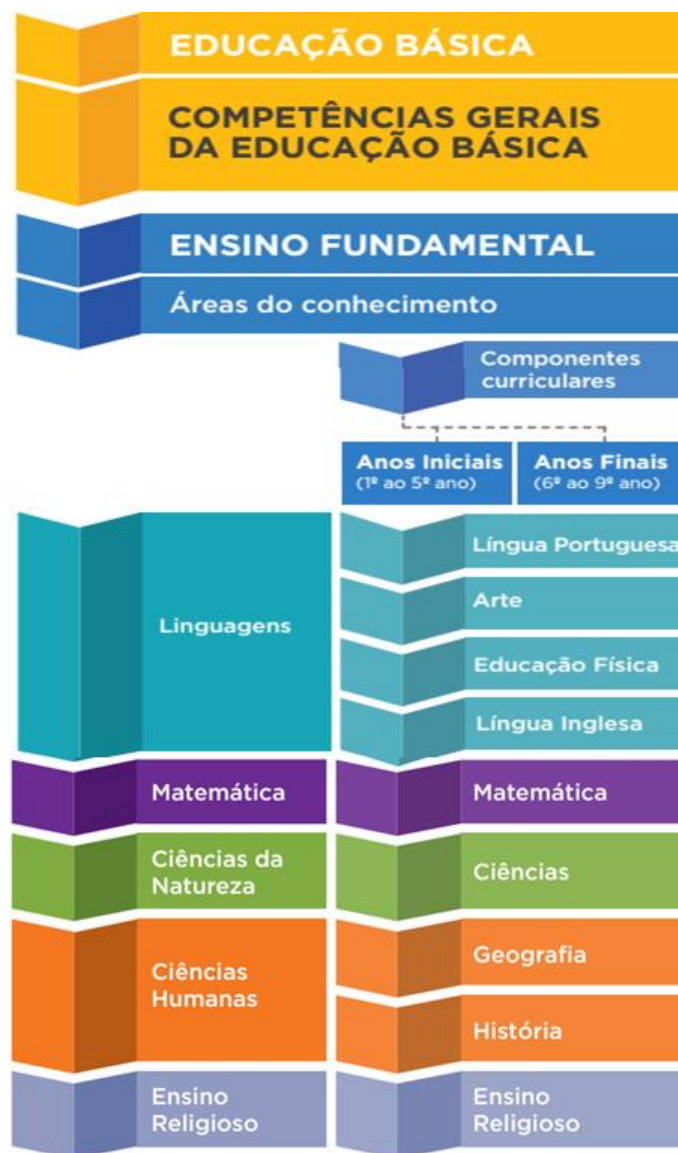 EDUCAÇÃO BÁSICA
COMPETÊNCIAS GERAIS
DA EDUCAÇÃO BÁSICA
ENSINO FUNDAMENTAL
Áreas do conhecimento
Componentes
curriculares
Anos Iniciais
(1º ao 5º ano)
Anos Finais
(6º ao 9º ano)
Linguagens
Língua Portuguesa
Arte
Educação Física
Língua Inglesa
Matemática
Matemática
Ciências da
Natureza
Ciências
Ciências
Humanas
Geografia
História
Ensino
Religioso
Ensino
Religioso